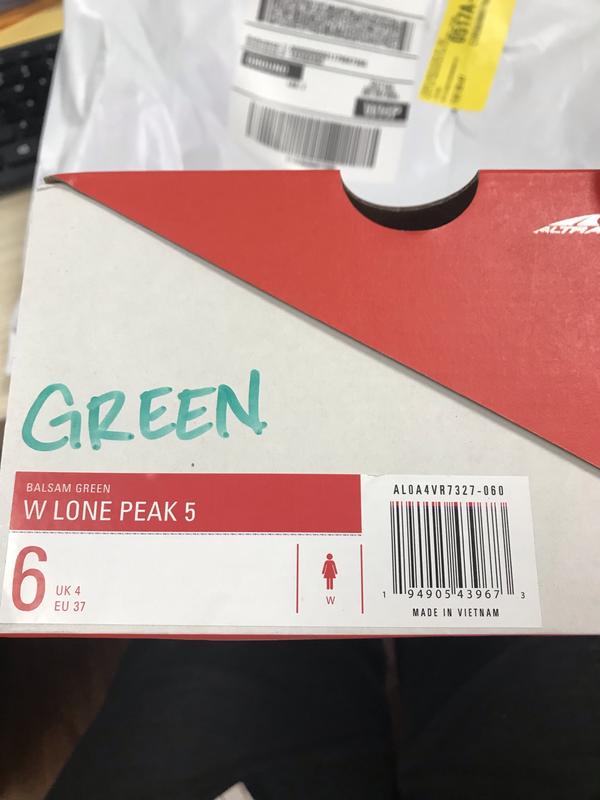 ALTRA
GREEN
BALSAM GREEN
W LONE PEAK 5
6
UK 4
EU 37
W
AL0A4VR7327-060
1 94905 43967 3
MADE IN VIETNAM